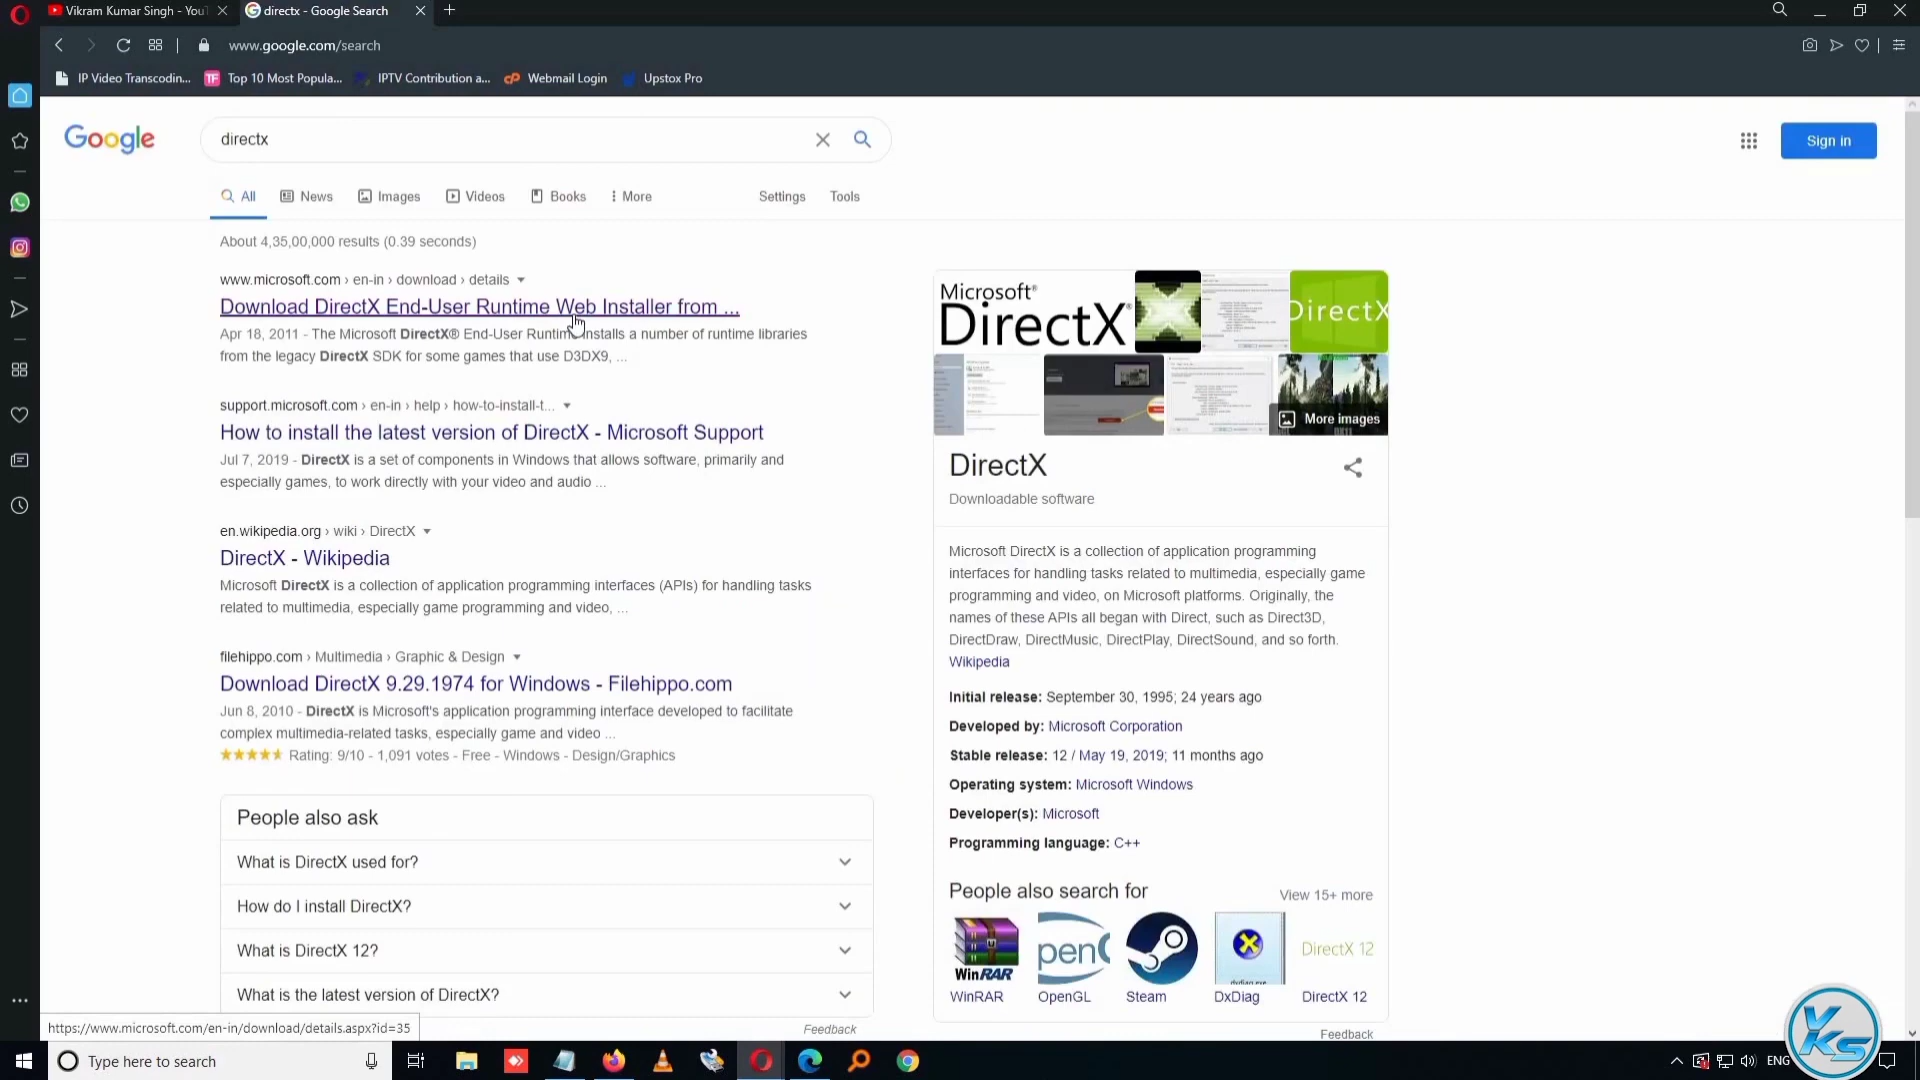 Vikram Kumar Singh - You
directx - Google Search
www.google.com/search
IP Video Transcodin...
TF
Top 10 Most Popula...
IPTV Contribution a...
cP
Webmail Login
Upstox Pro
Google
directx
Sign in
All
News
Images
Videos
Books
More
Settings
Tools
About 4,35,00,000 results (0.39 seconds)
www.microsoft.com › en-in › download › details
Download DirectX End-User Runtime Web Installer from ...
Apr 18, 2011 - The Microsoft DirectX® End-User Runtime installs a number of runtime libraries
from the legacy DirectX SDK for some games that use D3DX9, ...
support.microsoft.com › en-in › help › how-to-install-t...
How to install the latest version of DirectX - Microsoft Support
Jul 7, 2019 - DirectX is a set of components in Windows that allows software, primarily and
especially games, to work directly with your video and audio ...
en.wikipedia.org › wiki › DirectX
DirectX - Wikipedia
Microsoft DirectX is a collection of application programming interfaces (APIs) for handling tasks
related to multimedia, especially game programming and video, ...
filehippo.com › Multimedia › Graphic & Design
Download DirectX 9.29.1974 for Windows - Filehippo.com
Jun 8, 2010 - DirectX is Microsoft's application programming interface developed to facilitate
complex multimedia-related tasks, especially game and video ...
Rating: 9/10 - 1,091 votes - Free - Windows - Design/Graphics
People also ask
What is DirectX used for?
How do I install DirectX?
What is DirectX 12?
What is the latest version of DirectX?
Feedback
Microsoft®
DirectX®
DirectX
More images
DirectX
Downloadable software
Microsoft DirectX is a collection of application programming
interfaces for handling tasks related to multimedia, especially game
programming and video, on Microsoft platforms. Originally, the
names of these APIs all began with Direct, such as Direct3D,
DirectDraw, DirectMusic, DirectPlay, DirectSound, and so forth.
Wikipedia
Initial release: September 30, 1995; 24 years ago
Developed by: Microsoft Corporation
Stable release: 12 / May 19, 2019; 11 months ago
Operating system: Microsoft Windows
Developer(s): Microsoft
Programming language: C++
People also search for
View 15+ more
WinRAR
DirectX 12
WinRAR
OpenGL
Steam
DxDiag
DirectX 12
Feedback
https://www.microsoft.com/en-in/download/details.aspx?id=35
Type here to search
ENG
YKS